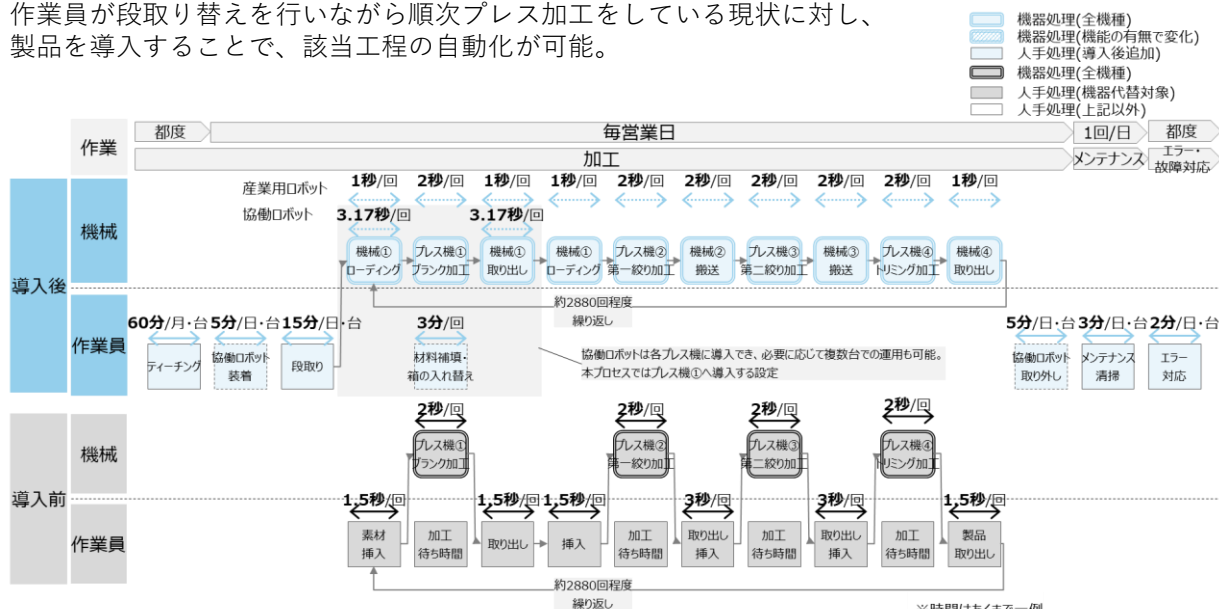 作業員が段取り替えを行いながら順次プレス加工をしている現状に対し、
製品を導入することで、該当工程の自動化が可能。
機器処理(全機種)
機器処理(機能の有無で変化)
人手処理(導入後追加)
機器処理(全機種)
人手処理(機器代替対象)
人手処理(上記以外)
作業
都度
毎営業日
1回/日
都度
加工
メンテナンス
エラー・
故障対応
導入後
機械
産業用ロボット
1秒/回
2秒/回
1秒/回
1秒/回
2秒/回
2秒/回
2秒/回
2秒/回
2秒/回
1秒/回
協働ロボット
3.17秒/回
3.17秒/回
機械①
ローディング
プレス機①
ブランク加工
機械①
取り出し
機械①
ローディング
プレス機②
第一絞り加工
機械②
搬送
プレス機③
第二絞り加工
機械③
搬送
プレス機④
トリミング加工
機械④
取り出し
約2880回程度
繰り返し
作業員
60分/月・台
5分/日・台
15分/日・台
3分/回
5分/日・台
3分/日・台
2分/日・台
ティーチング
協働ロボット
装着
段取り
材料補填・
箱の入れ替え
協働ロボットは各プレス機に導入でき、必要に応じて複数台での運用も可能。
本プロセスではプレス機①へ導入する設定
協働ロボット
取り外し
メンテナンス
清掃
エラー
対応
導入前
機械
2秒/回
2秒/回
2秒/回
2秒/回
プレス機①
ブランク加工
プレス機②
第一絞り加工
プレス機③
第二絞り加工
プレス機④
トリミング加工
作業員
1.5秒/回
1.5秒/回
1.5秒/回
3秒/回
3秒/回
1.5秒/回
素材
挿入
加工
待ち時間
取り出し
挿入
加工
待ち時間
取り出し
挿入
加工
待ち時間
取り出し
挿入
加工
待ち時間
製品
取り出し
約2880回程度
繰り返し
※時間はあくまで一例